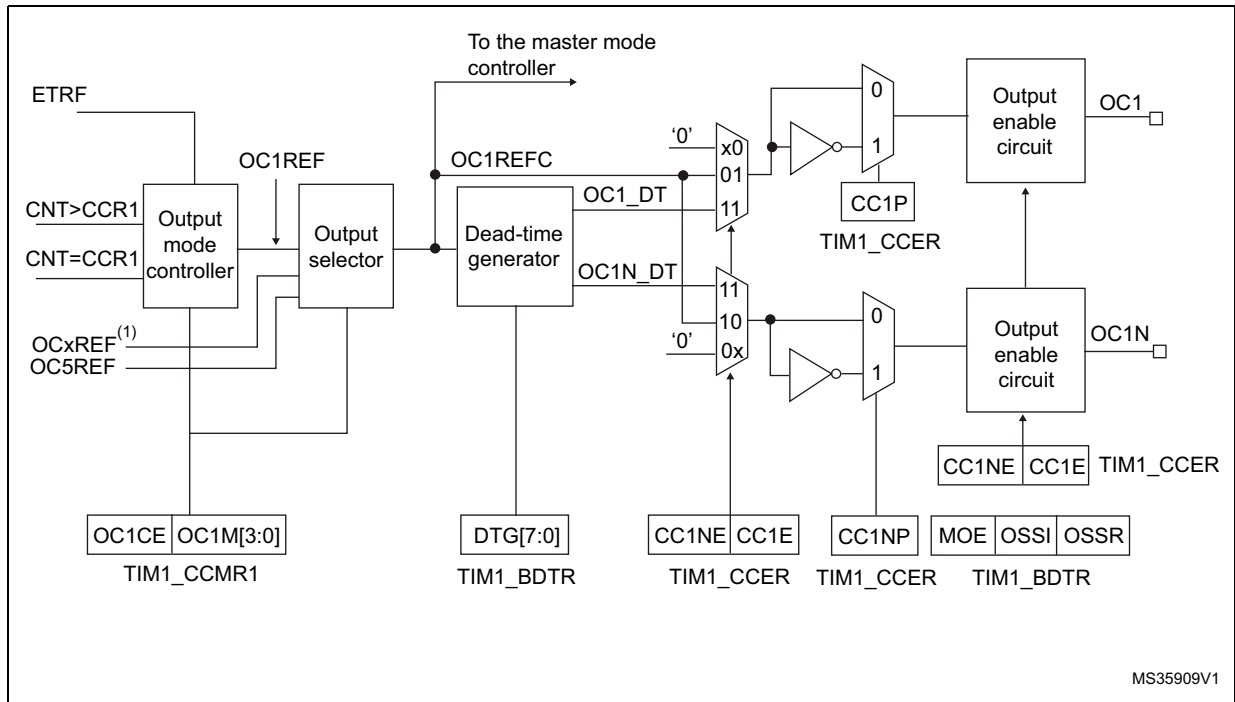 To the master mode
controller
ETRF
OC1REF
OC1REFC
CNT>CCR1
CNT=CCR1
Output
mode
controller
Output
selector
OCxREF(1)
OC5REF
Dead-time
generator
OC1_DT
OC1N_DT
'0'
x0
01
11
11
10
0x
'0'
0
1
CC1P
TIM1_CCER
0
1
Output
enable
circuit
OC1
Output
enable
circuit
OC1N
CC1NE CC1E TIM1_CCER
OC1CE OC1M[3:0]
TIM1_CCMR1
DTG[7:0]
TIM1_BDTR
CC1NE CC1E
TIM1_CCER
CC1NP
TIM1_CCER
MOE OSSI OSSR
TIM1_BDTR
MS35909V1